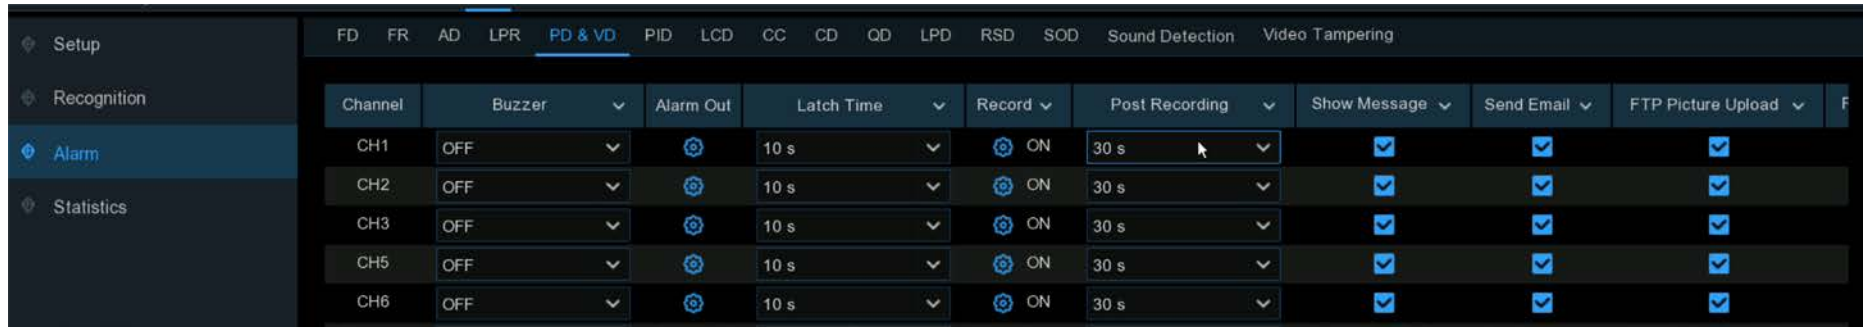 Setup
Recognition
Alarm
Statistics
FD FR AD LPR PD & VD PID LCD CC CD QD LPD RSD SOD Sound Detection Video Tampering
Channel Buzzer Alarm Out Latch Time Record Post Recording Show Message Send Email FTP Picture Upload
CH1 OFF 10 s ON 30 s
CH2 OFF 10 s ON 30 s
CH3 OFF 10 s ON 30 s
CH5 OFF 10 s ON 30 s
CH6 OFF 10 s ON 30 s